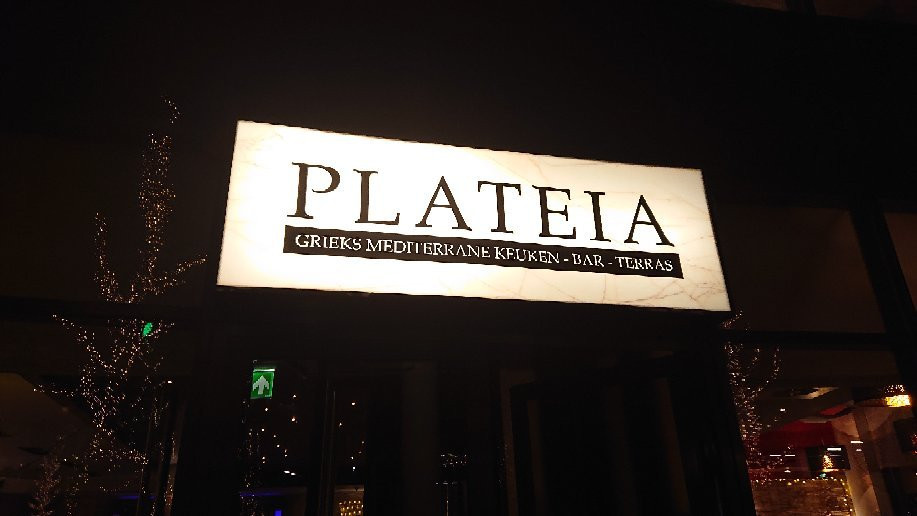 PLATEIA
GRIEKS MEDITERRANE KEUKEN - BAR - TERRAS